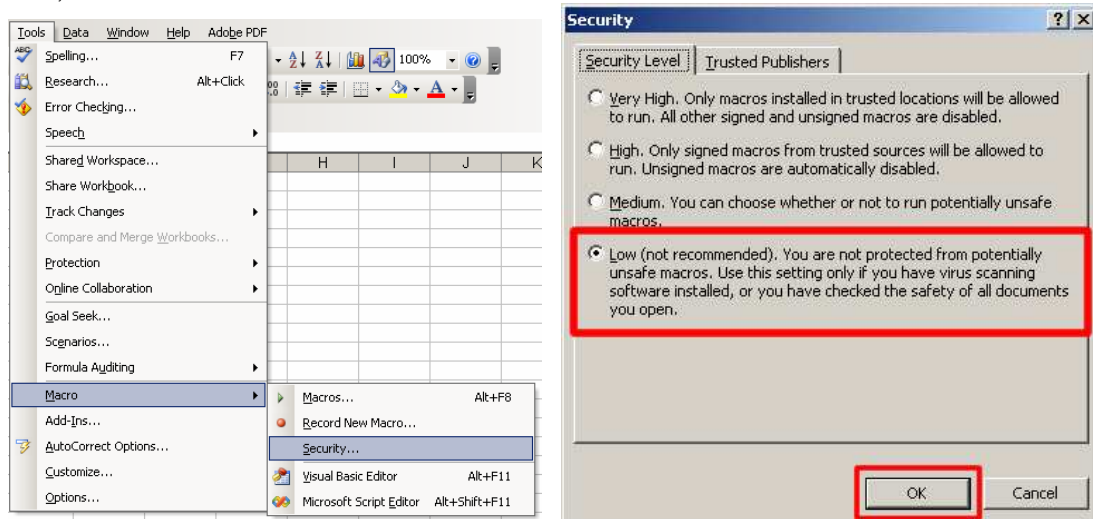 Tools Data Window Help Adobe PDF
Spelling... F7
100%
Research... Alt+Click
Error Checking...
Speech
Shared Workspace...
H I J K
Share Workbook...
Track Changes
Compare and Merge Workbooks...
Protection
Online Collaboration
Goal Seek...
Scenarios...
Formula Auditing
Macro
Add-Ins...
AutoCorrect Options...
Customize...
Options...
Macros... Alt+F8
Record New Macro...
Security...
Visual Basic Editor Alt+F11
Microsoft Script Editor Alt+Shift+F11
Security
Security Level Trusted Publishers
Very High. Only macros installed in trusted locations will be allowed
to run. All other signed and unsigned macros are disabled.
High. Only signed macros from trusted sources will be allowed to
run. Unsigned macros are automatically disabled.
Medium. You can choose whether or not to run potentially unsafe
macros.
Low (not recommended). You are not protected from potentially
unsafe macros. Use this setting only if you have virus scanning
software installed, or you have checked the safety of all documents
you open.
OK Cancel